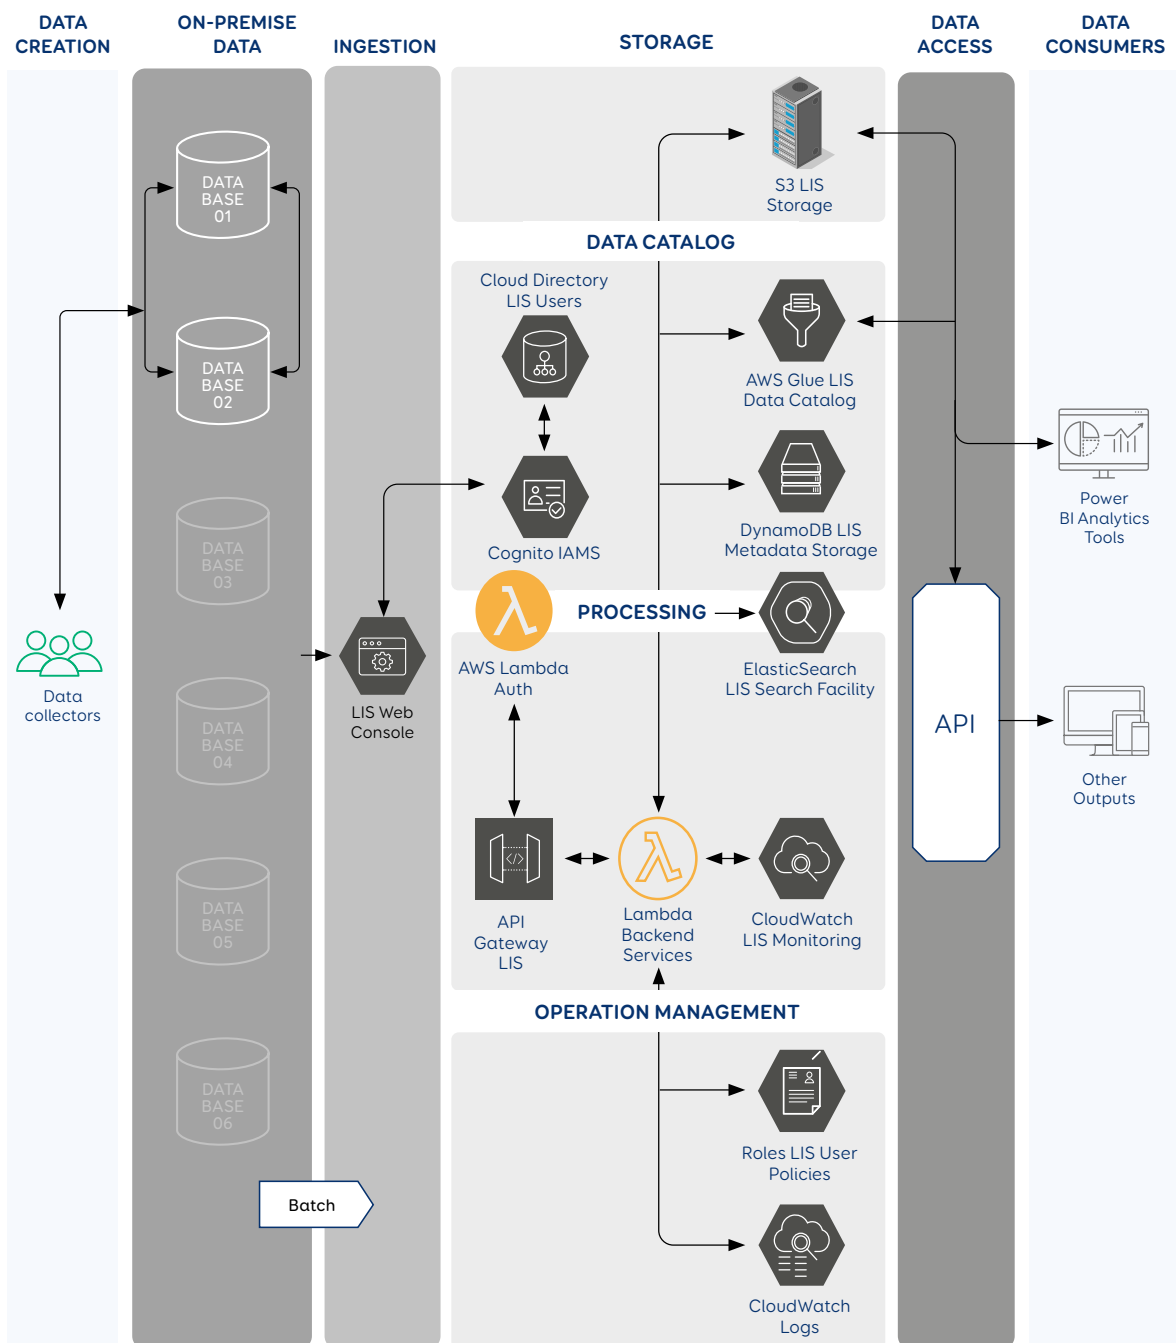 DATA
CREATION
ON-PREMISE
DATA
INGESTION
STORAGE
DATA
ACCESS
DATA
CONSUMERS
DATA
BASE
01
DATA
BASE
02
DATA
BASE
03
DATA
BASE
04
DATA
BASE
05
DATA
BASE
06
Data
collectors
Batch
LIS Web
Console
S3 LIS
Storage
DATA CATALOG
Cloud Directory
LIS Users
AWS Glue LIS
Data Catalog
Cognito IAMS
DynamoDB LIS
Metadata Storage
PROCESSING
AWS Lambda
Auth
ElasticSearch
LIS Search Facility
API
Gateway
LIS
Lambda
Backend
Services
CloudWatch
LIS Monitoring
OPERATION MANAGEMENT
Roles LIS User
Policies
CloudWatch
Logs
API
Power
BI Analytics
Tools
Other
Outputs